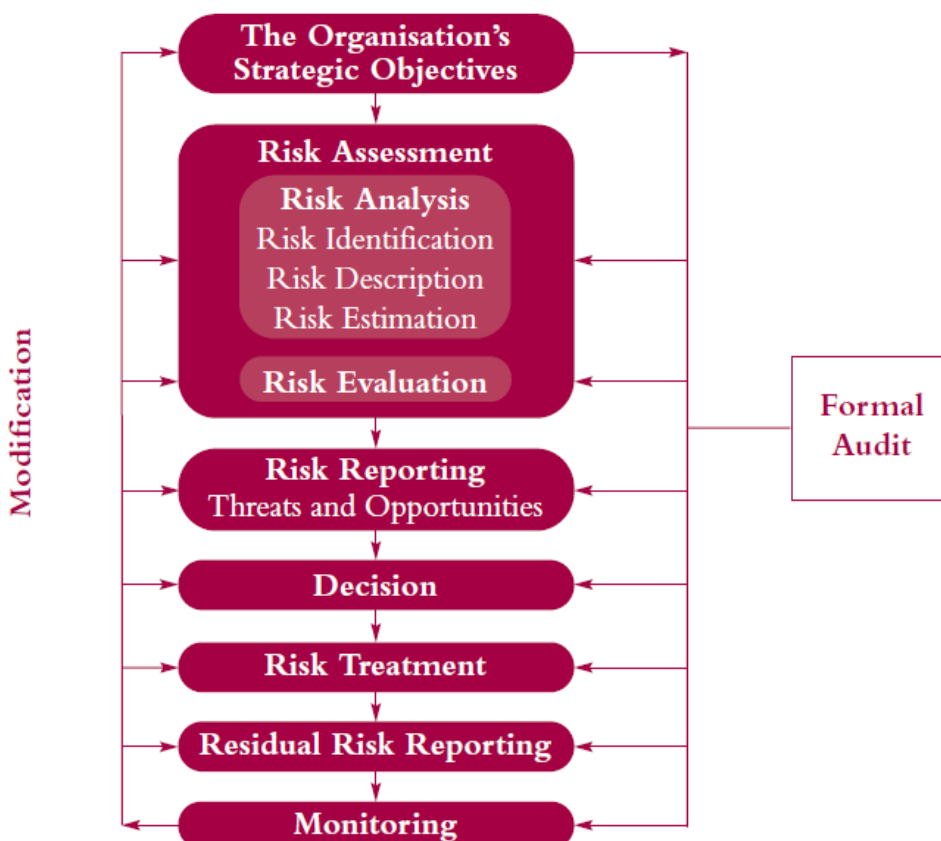 The Organisation’s
Strategic Objectives
Risk Assessment
Risk Analysis
Risk Identification
Risk Description
Risk Estimation
Risk Evaluation
Risk Reporting
Threats and Opportunities
Decision
Risk Treatment
Residual Risk Reporting
Monitoring
Modification
Formal
Audit